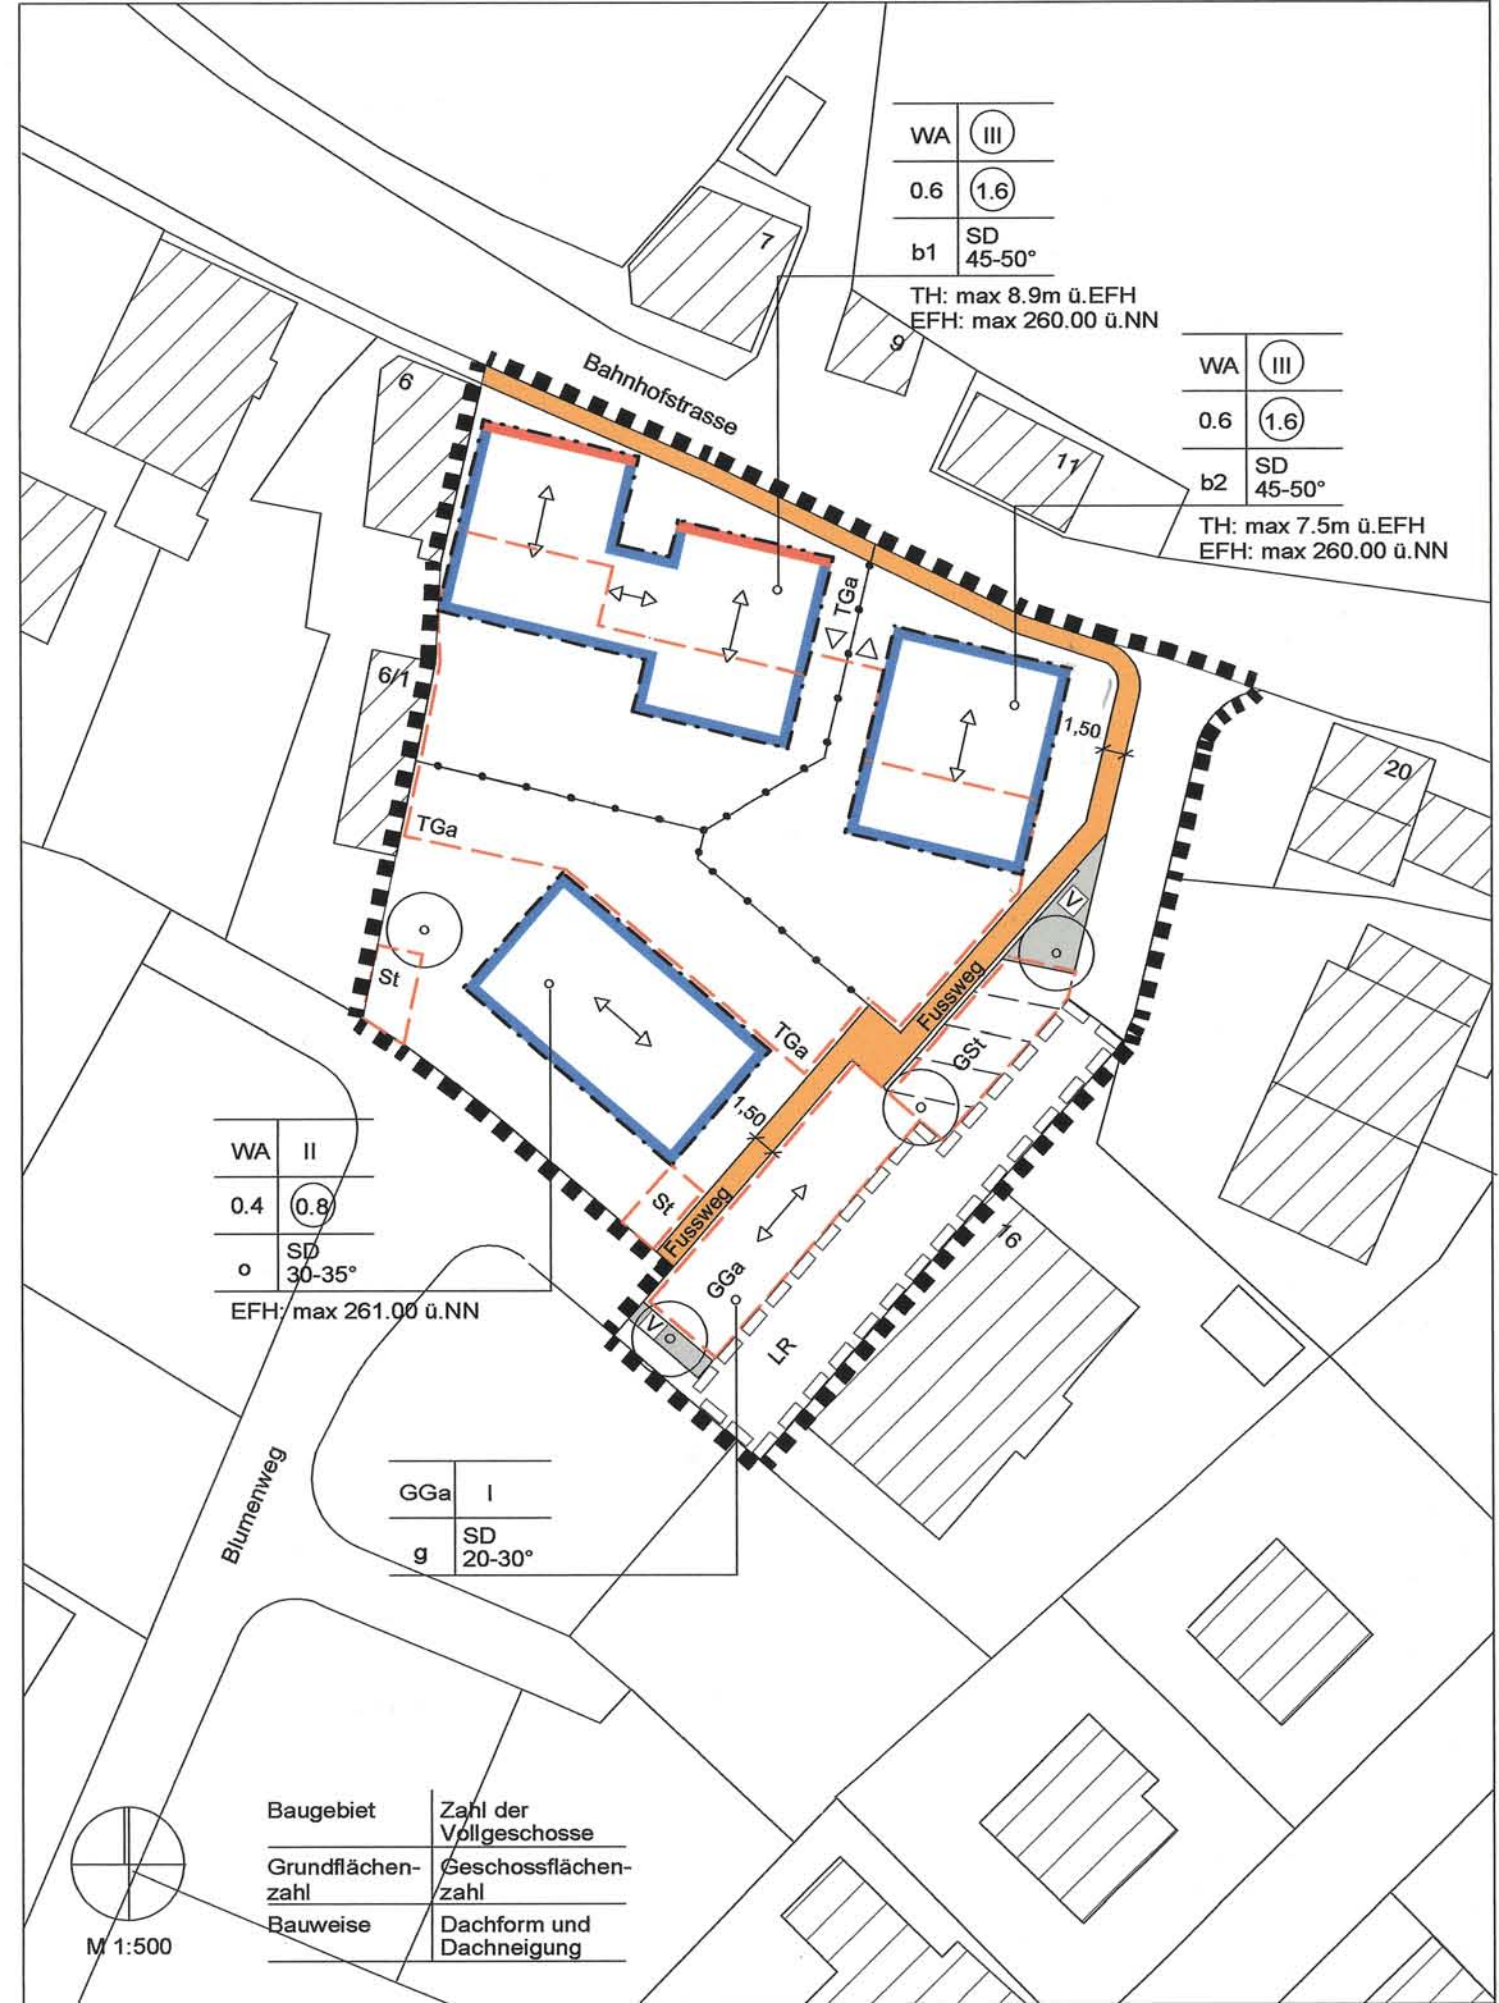 WA III
0.6 1.6
b1 SD
45-50°
TH: max 8.9m ü.EFH
EFH: max 260.00 ü.NN
7
9
WA III
0.6 1.6
b2 SD
45-50°
TH: max 7.5m ü.EFH
EFH: max 260.00 ü.NN
Bahnhofstrasse
6
11
TGa
6/1
1,50
20
TGa
V
St
Fussweg
TGa
GSt
1,50
WA II
0.4 0.8
o SD
30-35°
EFH: max 261.00 ü.NN
St
Fussweg
16
GGa
V
LR
Blumenweg
GGa I
g SD
20-30°
Baugebiet Zahl der
Vollgeschosse
Grundflächen- Geschossflächen-
zahl zahl
Bauweise Dachform und
Dachneigung
M 1:500